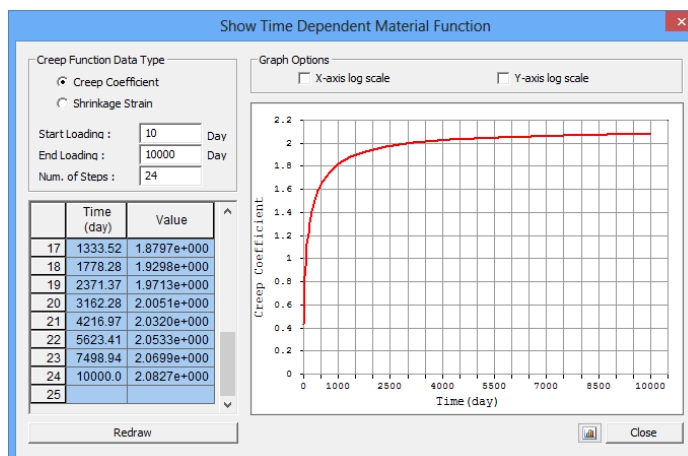 Show Time Dependent Material Function
Creep Function Data Type
Creep Coefficient
Shrinkage Strain
Start Loading : 10 Day
End Loading : 10000 Day
Num. of Steps : 24
Time (day) Value
17 1333.52 1.8797e+000
18 1778.28 1.9298e+000
19 2371.37 1.9713e+000
20 3162.28 2.0051e+000
21 4216.97 2.0320e+000
22 5623.41 2.0533e+000
23 7498.94 2.0699e+000
24 10000.0 2.0827e+000
25
Redraw
Graph Options
X-axis log scale Y-axis log scale
Creep Coefficient
2.2
2
1.8
1.6
1.4
1.2
1
0.8
0.6
0.4
0.2
0
0 1000 2500 4000 5500 7000 8500 10000
Time(day)
Close